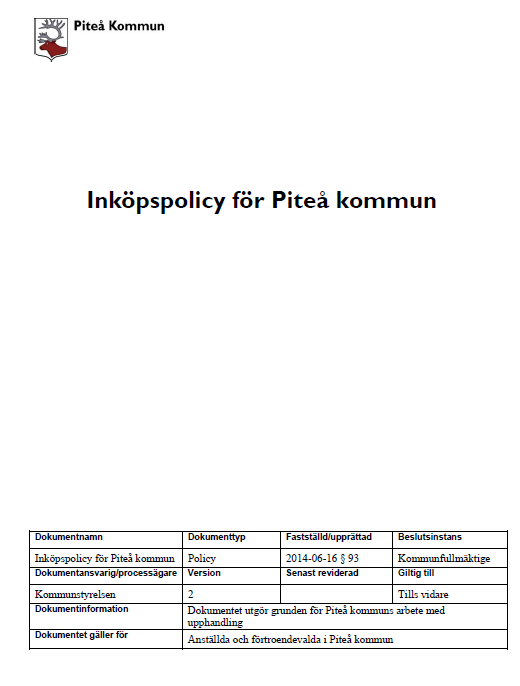 Piteå Kommun
Inköpspolicy för Piteå kommun
Dokumentnamn Dokumenttyp Fastställd/upprättad Beslutsinstans
Inköpspolicy för Piteå kommun Policy 2014-06-16 § 93 Kommunfullmäktige
Dokumentansvarig/processägare Version Senast reviderad Giltig till
Kommunstyrelsen 2 Tills vidare
Dokumentinformation Dokumentet utgör grunden för Piteå kommuns arbete med
upphandling
Dokumentet gäller för Anställda och förtroendevalda i Piteå kommun